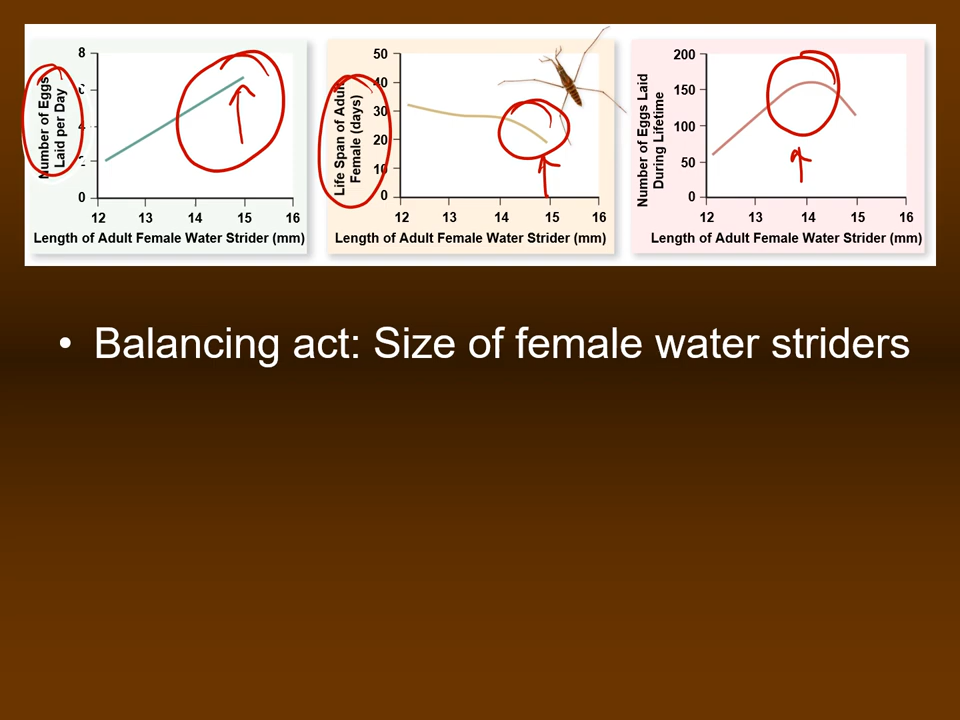 Number of Eggs
Laid per Day
8
0
12 13 14 15 16
Length of Adult Female Water Strider (mm)
Life Span of Adult
Female (days)
50
40
30
20
10
0
12 13 14 15 16
Length of Adult Female Water Strider (mm)
Number of Eggs Laid
During Lifetime
200
150
100
50
0
12 13 14 15 16
Length of Adult Female Water Strider (mm)
• Balancing act: Size of female water striders